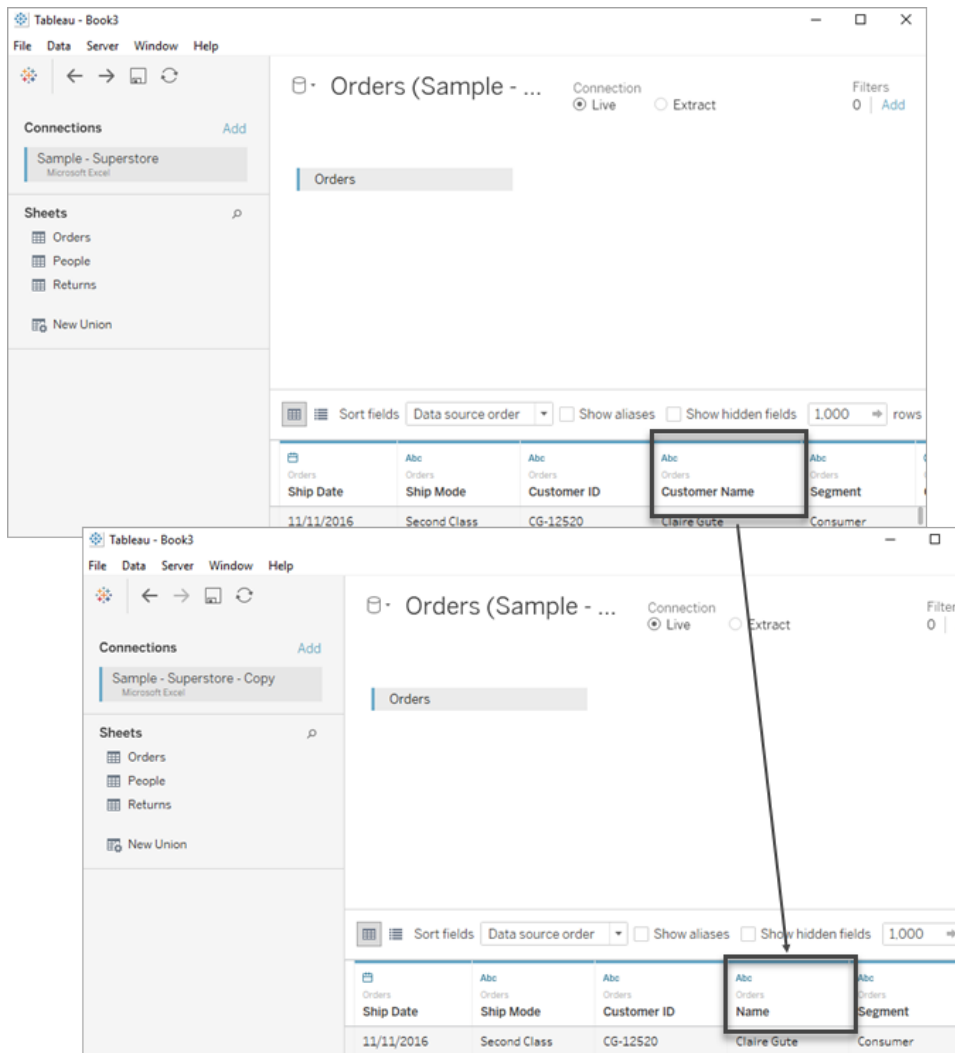 Tableau - Book3
File Data Server Window Help
Connections Add
Sample - Superstore
Microsoft Excel
Sheets
Orders
People
Returns
New Union
Orders (Sample - ...
Connection
Live Extract
Filters
0 Add
Orders
Sort fields Data source order Show aliases Show hidden fields 1,000 rows
Abc Abc Abc Abc
Orders Orders Orders Orders Orders
Ship Date Ship Mode Customer ID Customer Name Segment
11/11/2016 Second Class CG-12520 Claire Gute Consumer
Tableau - Book3
File Data Server Window Help
Connections Add
Sample - Superstore - Copy
Microsoft Excel
Sheets
Orders
People
Returns
New Union
Orders (Sample - ...
Connection
Live Extract
Filter
0
Orders
Sort fields Data source order Show aliases Show hidden fields 1,000
Abc Abc Abc Abc
Orders Orders Orders Orders Orders
Ship Date Ship Mode Customer ID Name Segment
11/11/2016 Second Class CG-12520 Claire Gute Consumer